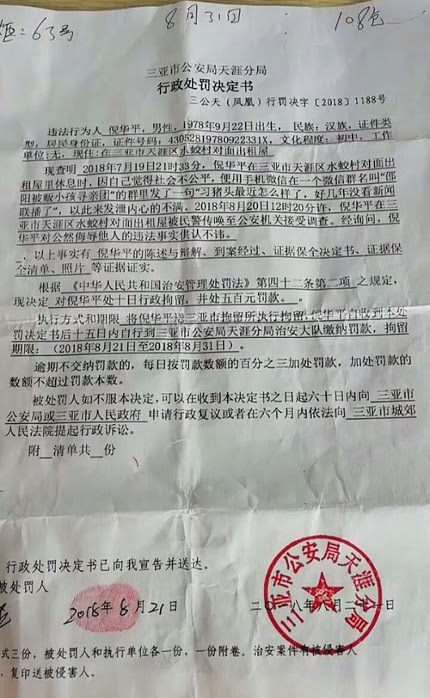 8月31日
三亚市公安局天涯分局
行政处罚决定书
三公天（凤凰）行罚决字〔2018〕1188号
违法行为人 倪华平，男性，1978年9月22日出生，民族：汉族，证件类
型，居民身份证，证件号码：43052819780922331X，文化程度：初中，工作
单位：无，现住：在三亚市天涯区水蛟村对面出租屋
现查明 2018年7月19日21时33分，倪华平在三亚市天涯区水蛟村对面出
租屋里休息时，因自己觉得社会不公平，便用手机微信在一个微信群名叫“邵
阳被贩小孩寻亲团”的群里发了一句“习猪头最近怎么样了，好几年没看新闻
联播了”，以此来发泄内心的不满。2018年8月20日12时20分许，倪华平在三
亚市天涯区水蛟村对面出租屋被民警传唤至公安机关接受调查。经询问，倪华
平对公然侮辱他人的违法事实供认不讳。
以上事实有 倪华平的陈述与辩解、到案经过、证据保全决定书、证据保
全清单、照片 等证据证实。
根据 《中华人民共和国治安管理处罚法》第四十二条第二项 之规定，
现决定 对倪华平处十日行政拘留，并处五百元罚款 。
执行方式和期限 将倪华平送三亚市拘留所执行拘留 倪华平自收到本处
罚决定书后十五日内自行到三亚市公安局天涯分局治安大队缴纳罚款，拘留
期限：（2018年8月21日至2018年8月31日）。
逾期不交纳罚款的，每日按罚款数额的百分之三加处罚款，加处罚款的
数额不超过罚款本数。
被处罚人如不服本决定，可以在收到本决定书之日起六十日内向 三亚市
公安局或三亚市人民政府 申请行政复议或者在六个月内依法向 三亚市城郊
人民法院提起行政诉讼。
附 清单共 份
行政处罚决定书已向我宣告并送达。
被处罚人
2018年8月21日
三亚市公安局天涯分局
二〇一八年八月二十一日
式三份，被处罚人和执行单位各一份，一份附卷。治安案件有被侵害人
，复印送被侵害人。